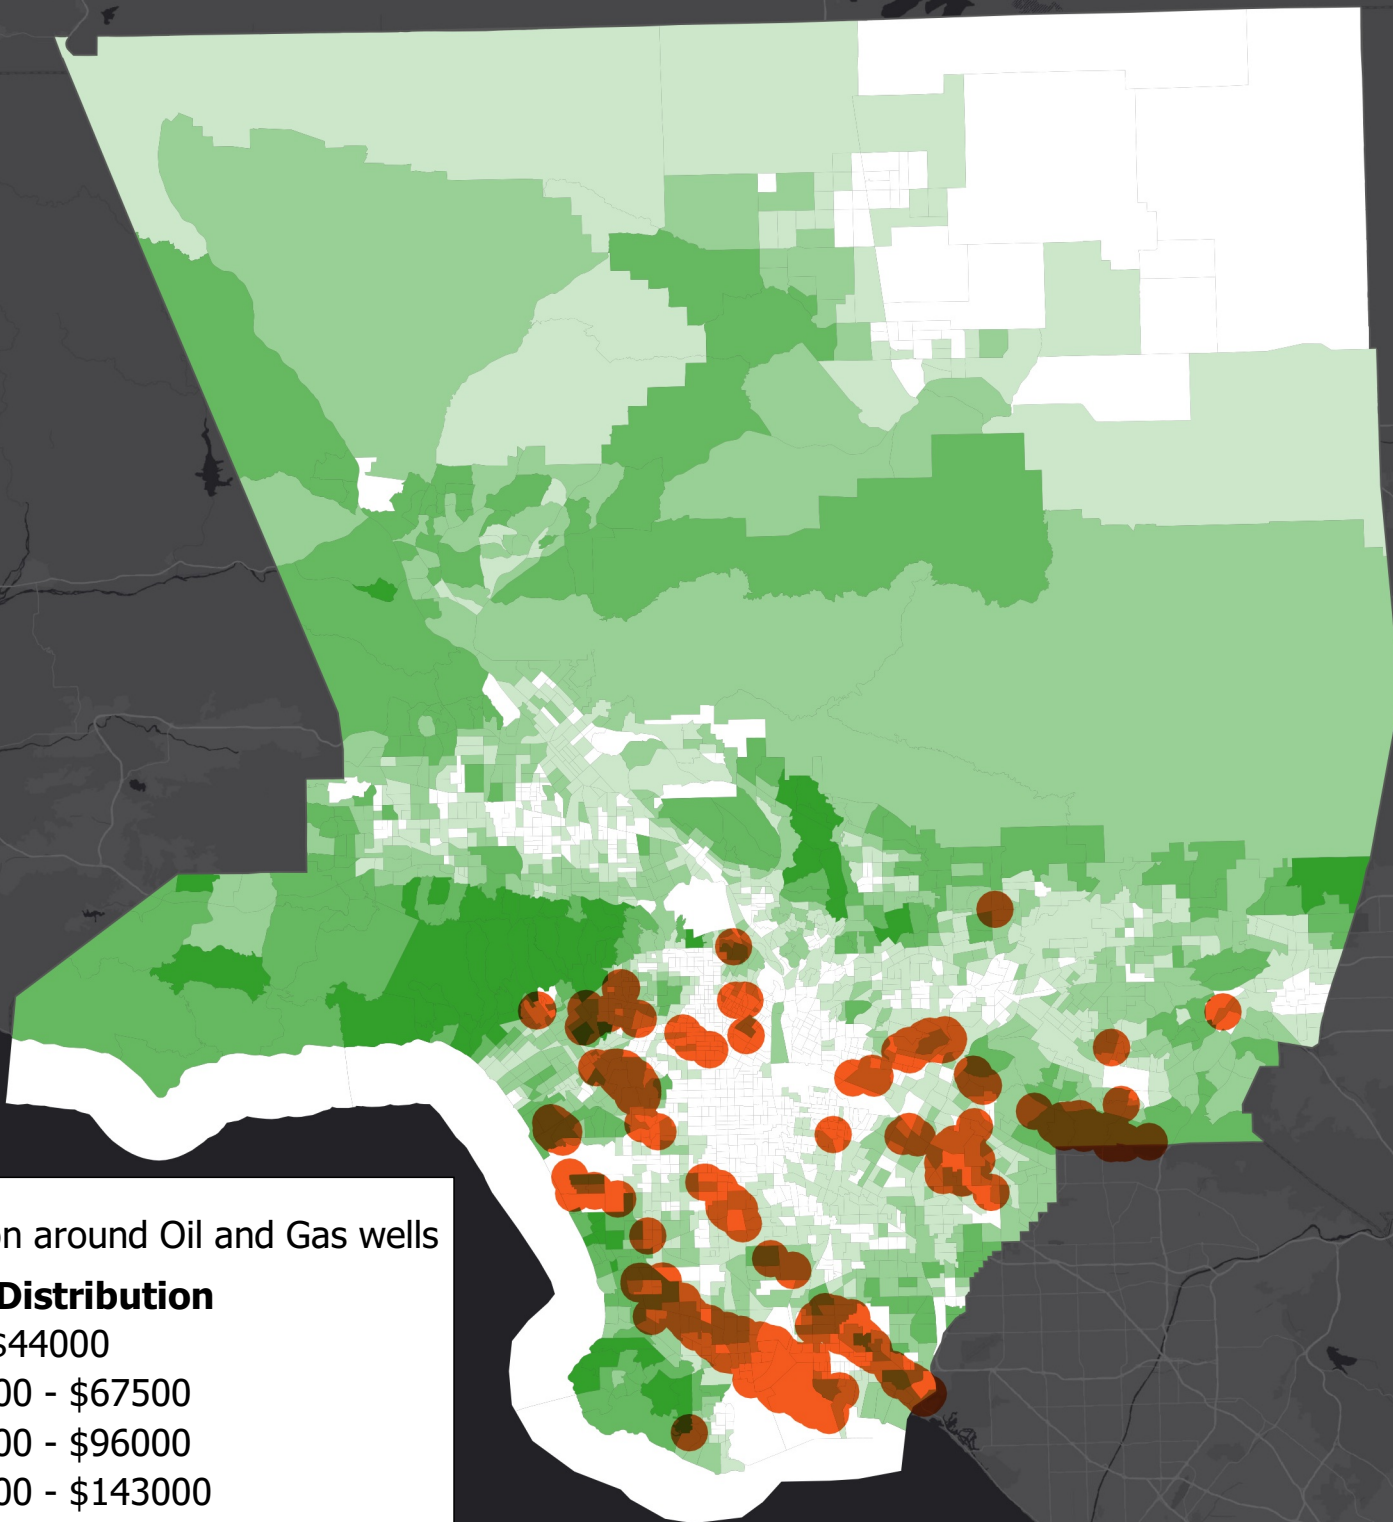 n around Oil and Gas wells
Distribution
$44000
00 - $67500
00 - $96000
00 - $143000